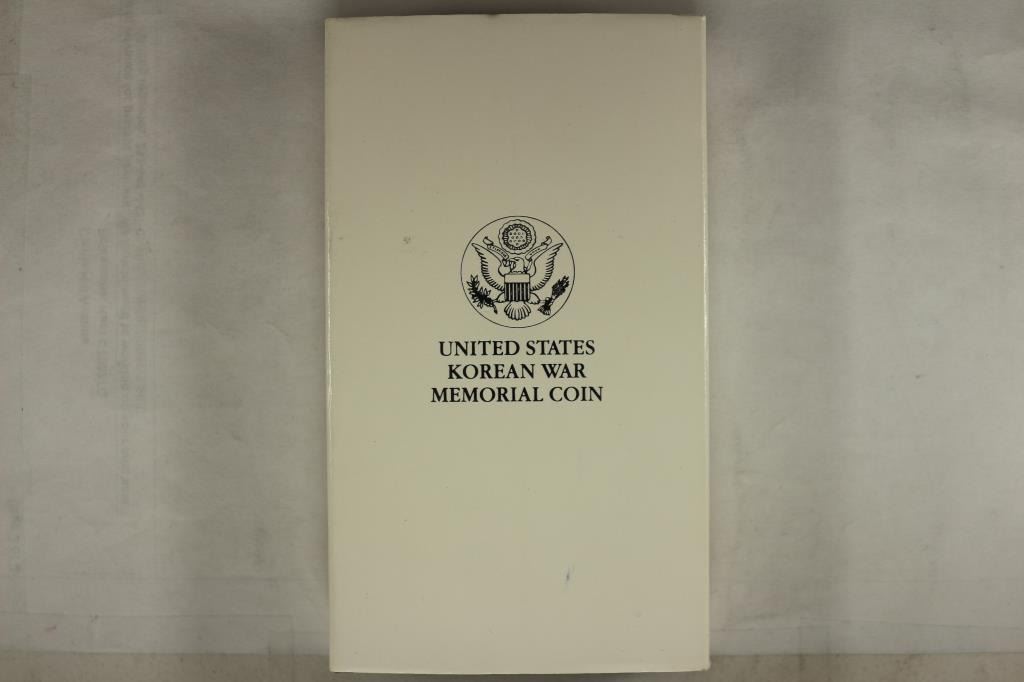 UNITED STATES
KOREAN WAR
MEMORIAL COIN